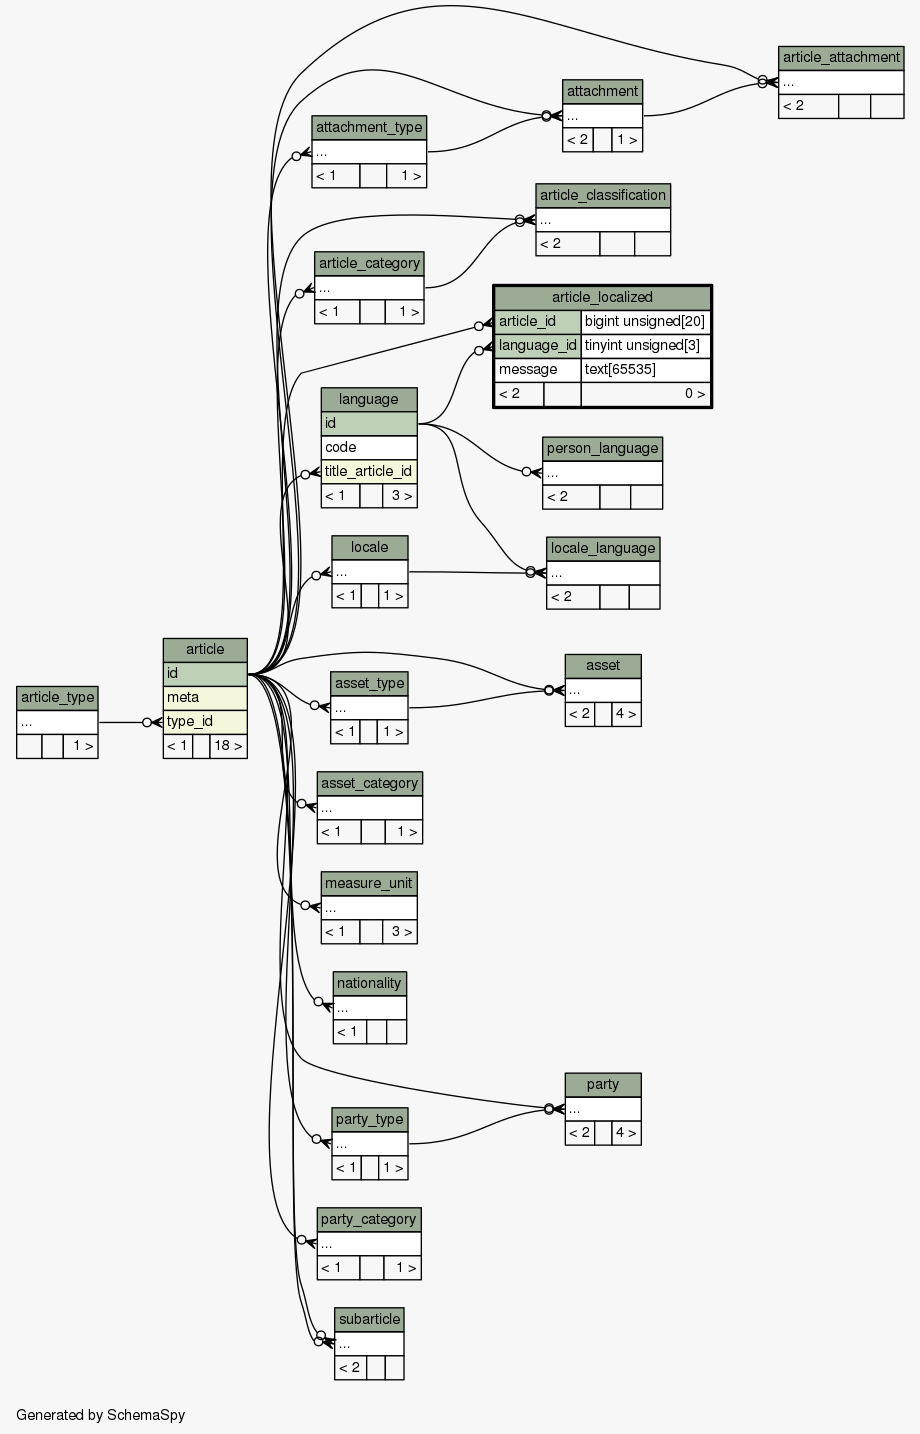 article_attachment
...
< 2
attachment
...
< 2 1 >
attachment_type
...
< 1 1 >
article_classification
...
< 2
article_category
...
< 1 1 >
article_localized
article_id bigint unsigned[20]
language_id tinyint unsigned[3]
message text[65535]
< 2 0 >
language
id
code
title_article_id
< 1 3 >
person_language
...
< 2
locale
...
< 1 1 >
locale_language
...
< 2
article
id
meta
type_id
< 1 18 >
article_type
...
1 >
asset
...
< 2 4 >
asset_type
...
< 1 1 >
asset_category
...
< 1 1 >
measure_unit
...
< 1 3 >
nationality
...
< 1
party
...
< 2 4 >
party_type
...
< 1 1 >
party_category
...
< 1 1 >
subarticle
...
< 2
Generated by SchemaSpy